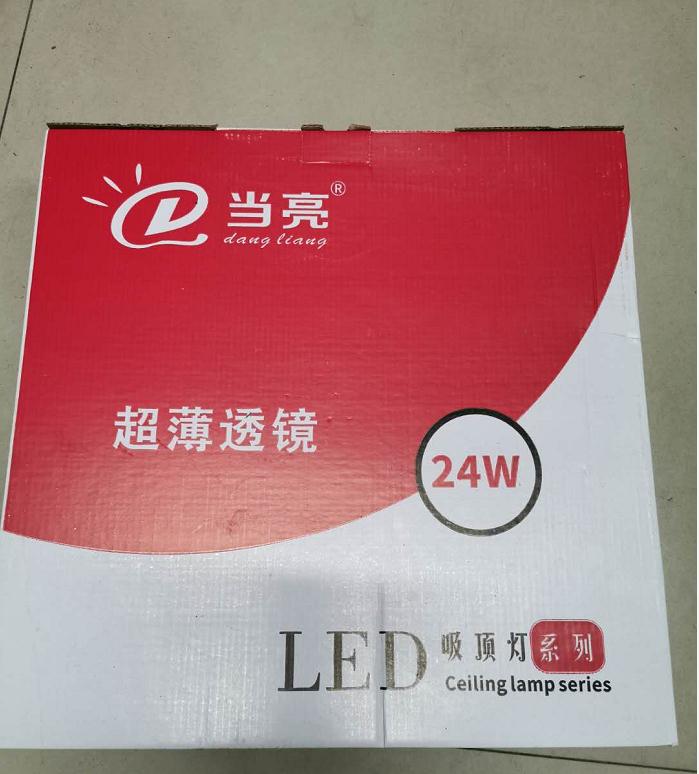 当亮®
dang liang
超薄透镜
24W
LED 吸顶灯系列
Ceiling lamp series